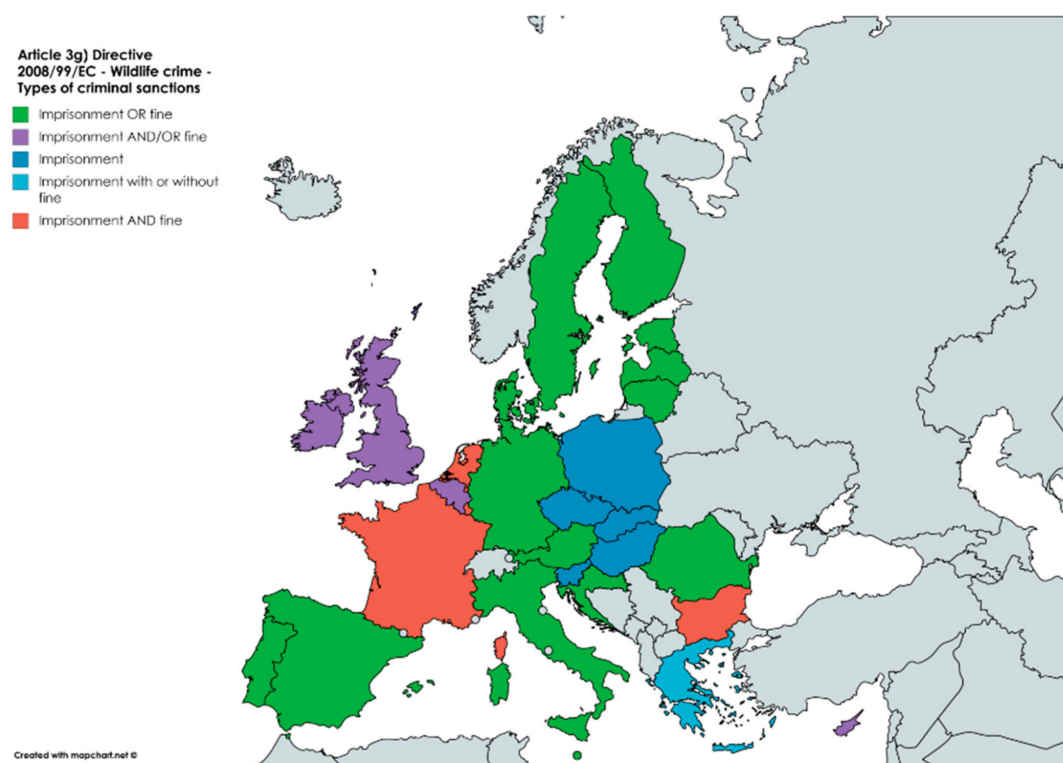 Article 3g) Directive
2008/99/EC - Wildlife crime -
Types of criminal sanctions
Imprisonment OR fine
Imprisonment AND/OR fine
Imprisonment
Imprisonment with or without
fine
Imprisonment AND fine
Created with mapchart.net ©